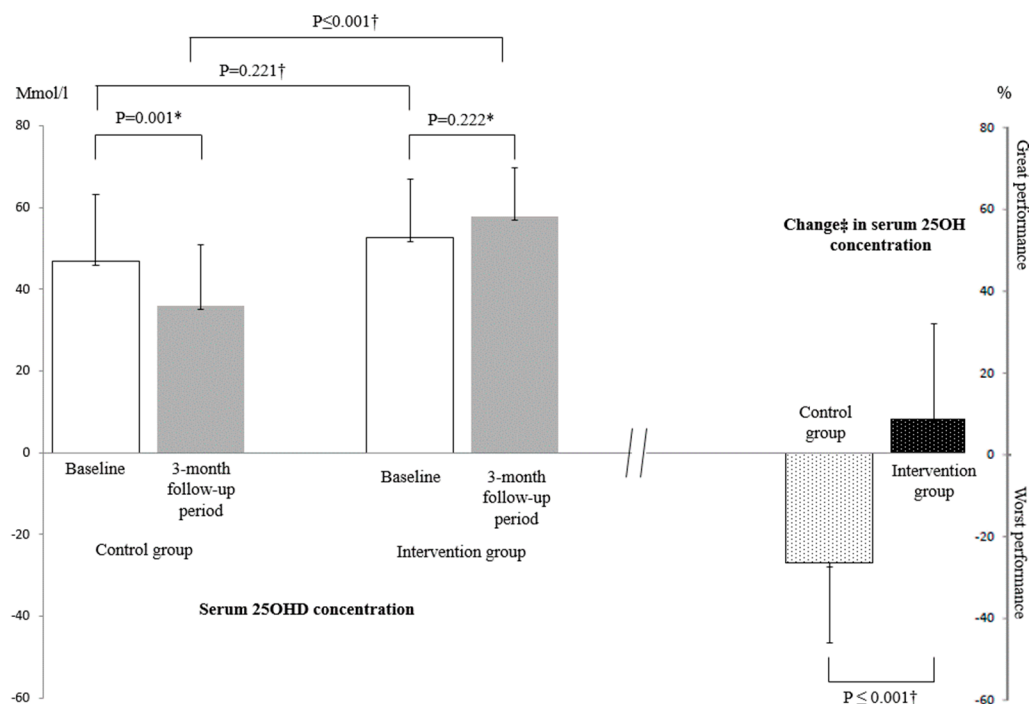 P≤0.001†
P=0.221†
Mmol/l
%
P=0.001*
P=0.222*
80
60
40
20
0
-20
-40
-60
80
60
40
20
0
-20
-40
-60
Great performance
Worst performance
Change‡ in serum 25OH
concentration
Baseline
3-month
follow-up
period
Control group
Baseline
3-month
follow-up
period
Intervention group
Serum 25OHD concentration
Control
group
Intervention
group
P ≤ 0.001†